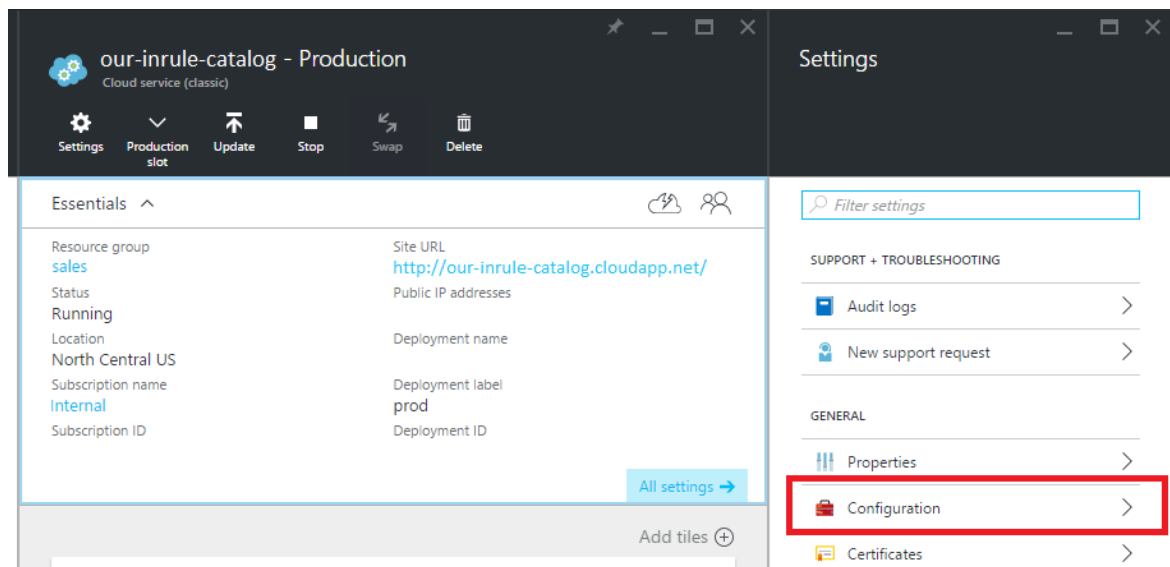 our-inrule-catalog - Production
Cloud service (classic)
Settings
Production slot
Update
Stop
Swap
Delete
Essentials
Resource group
sales
Site URL
http://our-inrule-catalog.cloudapp.net/
Status
Running
Public IP addresses
Location
North Central US
Deployment name
Subscription name
Internal
Deployment label
prod
Subscription ID
Deployment ID
All settings
Add tiles
Settings
Filter settings
SUPPORT + TROUBLESHOOTING
Audit logs
New support request
GENERAL
Properties
Configuration
Certificates